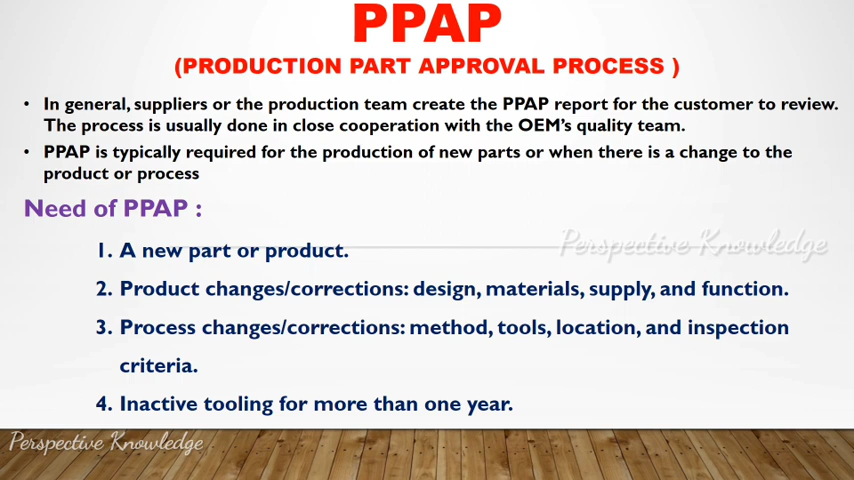 PPAP
(PRODUCTION PART APPROVAL PROCESS )
• In general, suppliers or the production team create the PPAP report for the customer to review.
The process is usually done in close cooperation with the OEM's quality team.
• PPAP is typically required for the production of new parts or when there is a change to the
product or process
Need of PPAP :
1. A new part or product.
Perspective Knowledge
2. Product changes/corrections: design, materials, supply, and function.
3. Process changes/corrections: method, tools, location, and inspection
criteria.
4. Inactive tooling for more than one year.
Perspective Knowledge